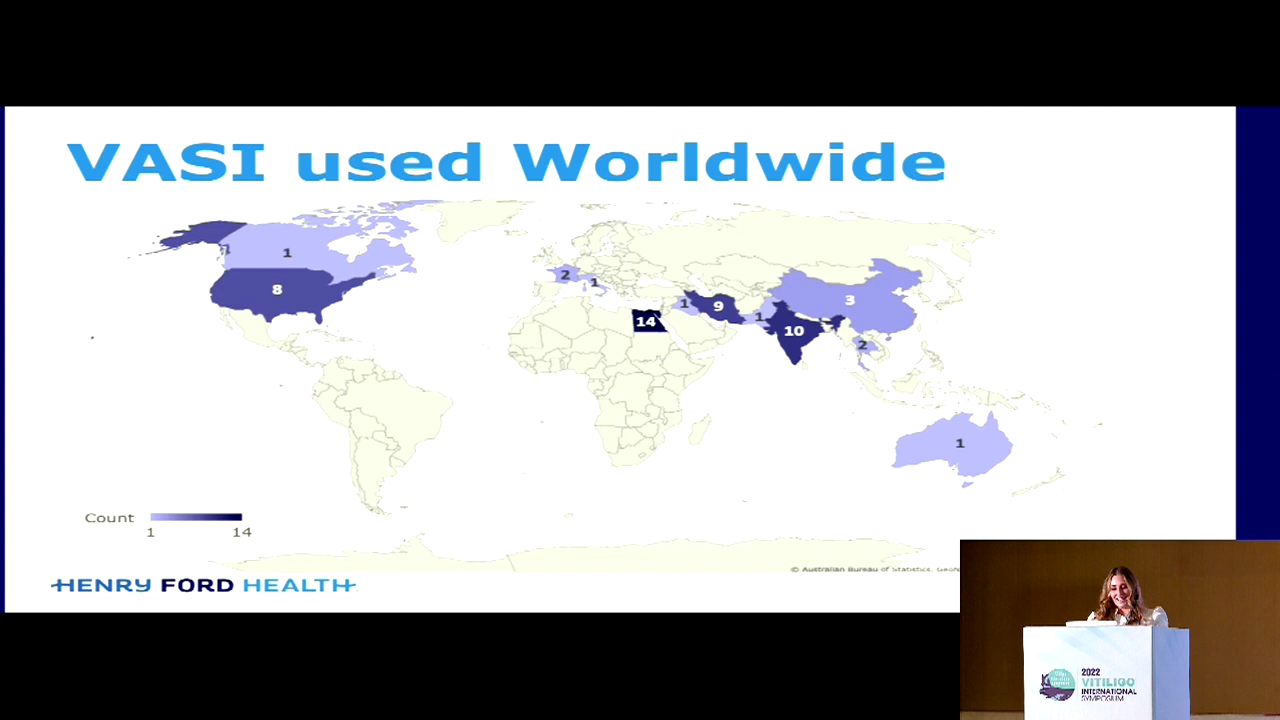 VASI used Worldwide
1
8
2
1
1
9
1
14
10
3
2
1
Count
1
14
© Australian Bureau of Statistics,
HENRY FORD HEALTH
2022
VITILIGO
INTERNATIONAL
SYMPOSIUM